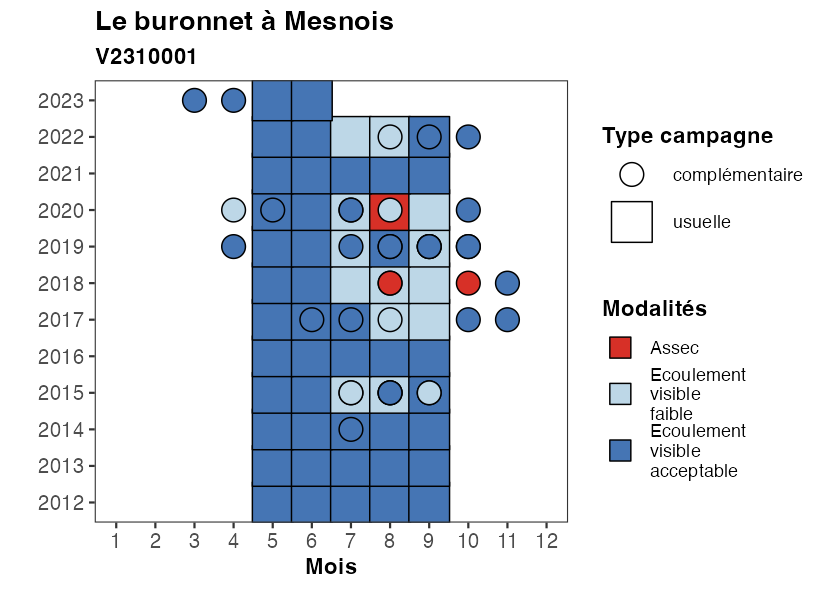 Le buronnet à Mesnois
V2310001
2023
2022
2021
2020
2019
2018
2017
2016
2015
2014
2013
2012
1 2 3 4 5 6 7 8 9 10 11 12
Mois
Type campagne
complémentaire
usuelle
Modalités
Assec
Ecoulement
visible
faible
Ecoulement
visible
acceptable